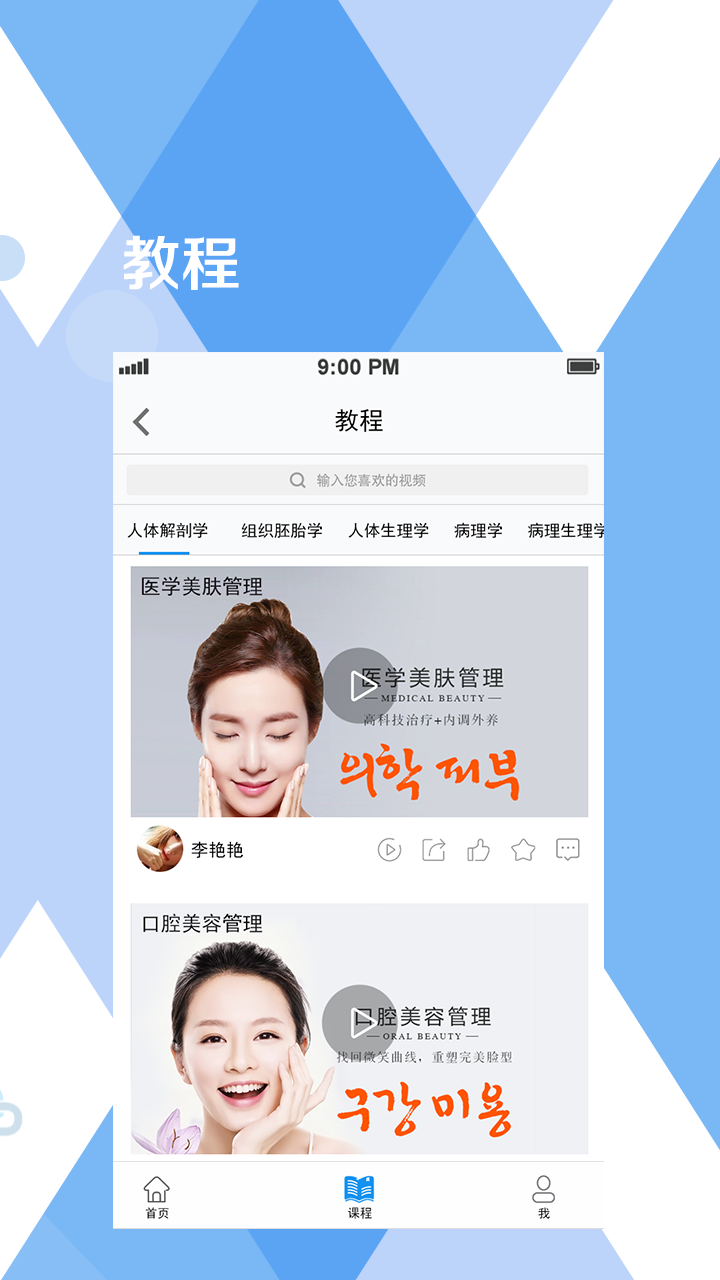 教程
9:00 PM
教程
输入您喜欢的视频
人体解剖学 组织胚胎学 人体生理学 病理学 病理生理学
医学美肤管理
医学美肤管理
MEDICAL BEAUTY
高科技治疗+内调外养
의학 피부
李艳艳
口腔美容管理
口腔美容管理
ORAL BEAUTY
找回微笑曲线，重塑完美脸型
구강 미용
首页 课程 我